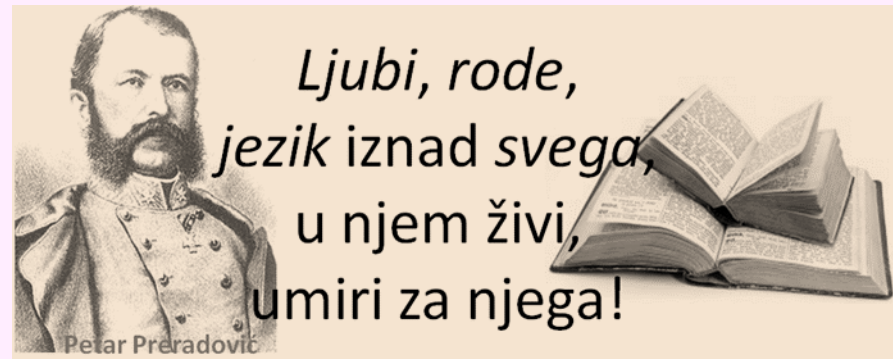 Ljubi, rode,
jezik iznad svega,
u njem živi,
umiri za njega!
Petar Preradović